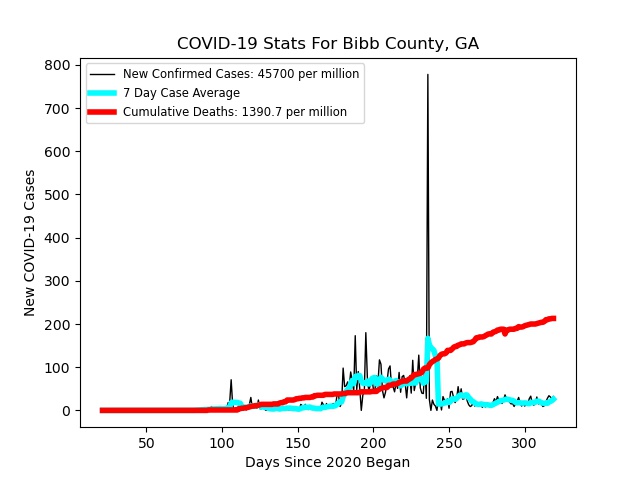 COVID-19 Stats For Bibb County, GA
New Confirmed Cases: 45700 per million
7 Day Case Average
Cumulative Deaths: 1390.7 per million
New COVID-19 Cases
800
700
600
500
400
300
200
100
0
50
100
150
200
250
300
Days Since 2020 Began